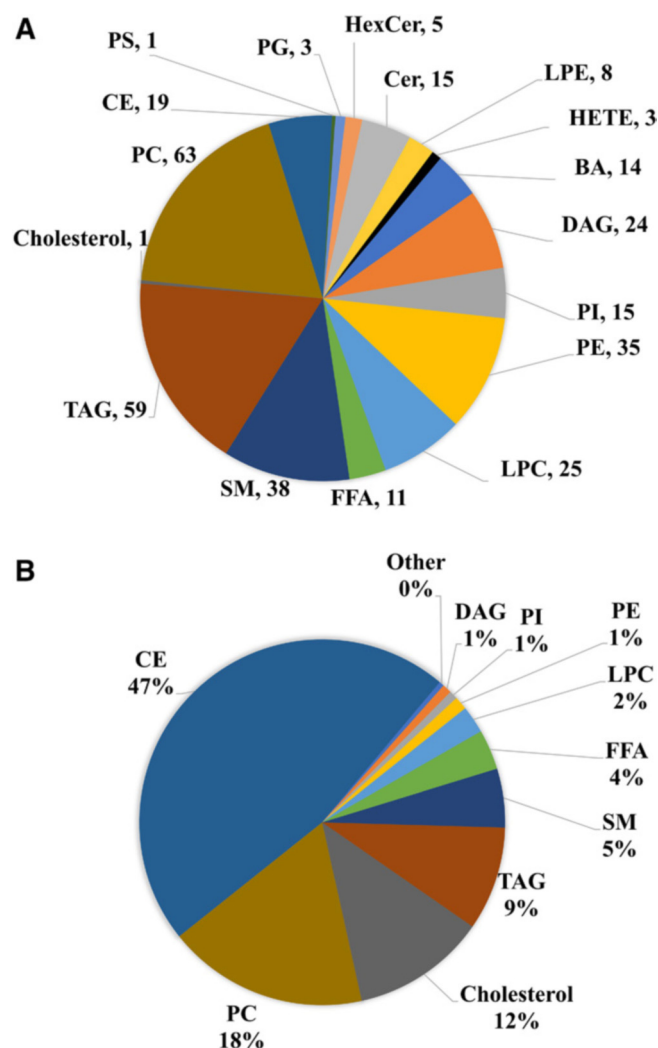 A
PS, 1
PG, 3
HexCer, 5
Cer, 15
LPE, 8
HETE, 3
BA, 14
DAG, 24
PI, 15
PE, 35
LPC, 25
FFA, 11
SM, 38
TAG, 59
Cholesterol, 1
PC, 63
CE, 19
B
Other
0%
DAG
1%
PI
1%
PE
1%
LPC
2%
FFA
4%
SM
5%
TAG
9%
Cholesterol
12%
PC
18%
CE
47%